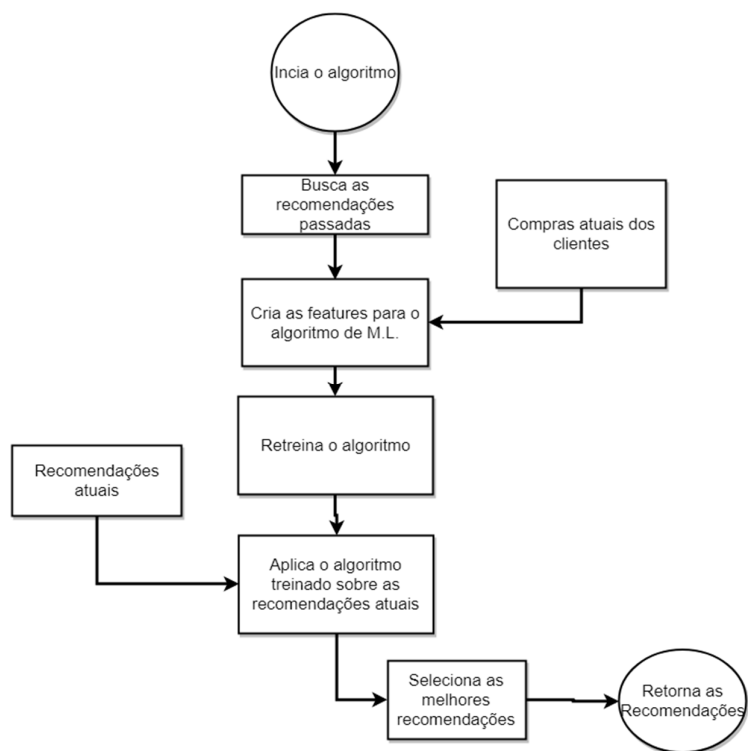 Incia o algoritmo
Busca as
recomendações
passadas
Compras atuais dos
clientes
Cria as features para o
algoritmo de M.L.
Retreina o algoritmo
Recomendações
atuais
Aplica o algoritmo
treinado sobre as
recomendações atuais
Seleciona as
melhores
recomendações
Retorna as
Recomendações